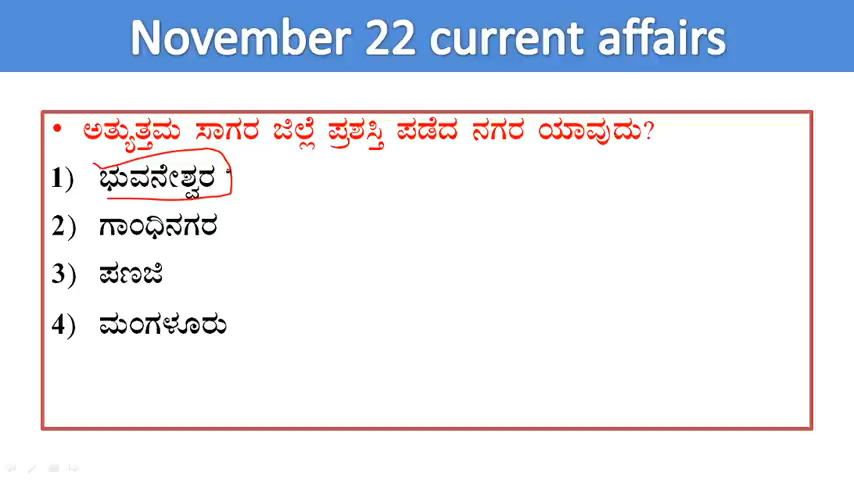 November 22 current affairs
• ಅತ್ಯುತ್ತಮ ಸಾಗರ ಜಿಲ್ಲೆ ಪ್ರಶಸ್ತಿ ಪಡೆದ ನಗರ ಯಾವುದು?
1) ಭುವನೇಶ್ವರ
2) ಗಾಂಧಿನಗರ
3) ಪಣಜಿ
4) ಮಂಗಳೂರು